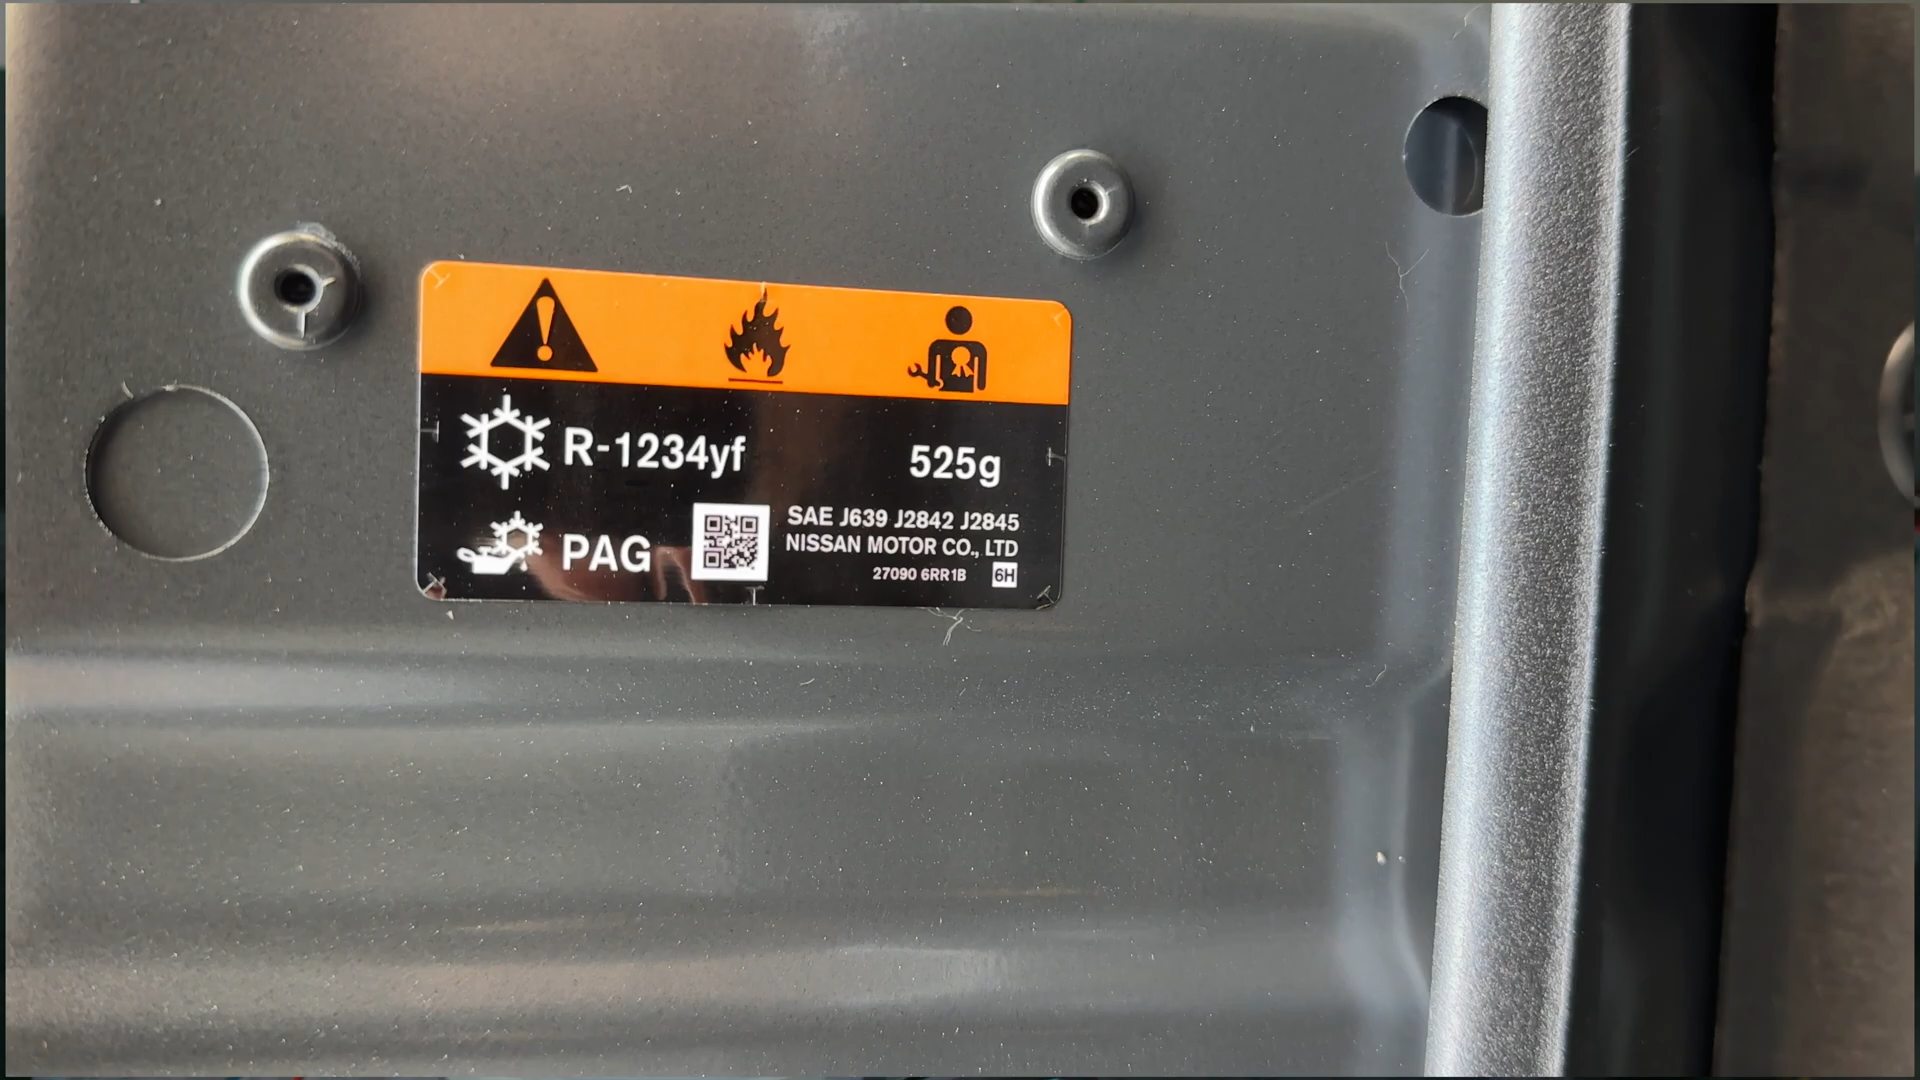 R-1234yf 525g
PAG
SAE J639 J2842 J2845
NISSAN MOTOR CO., LTD
27090 6RR1B 6H